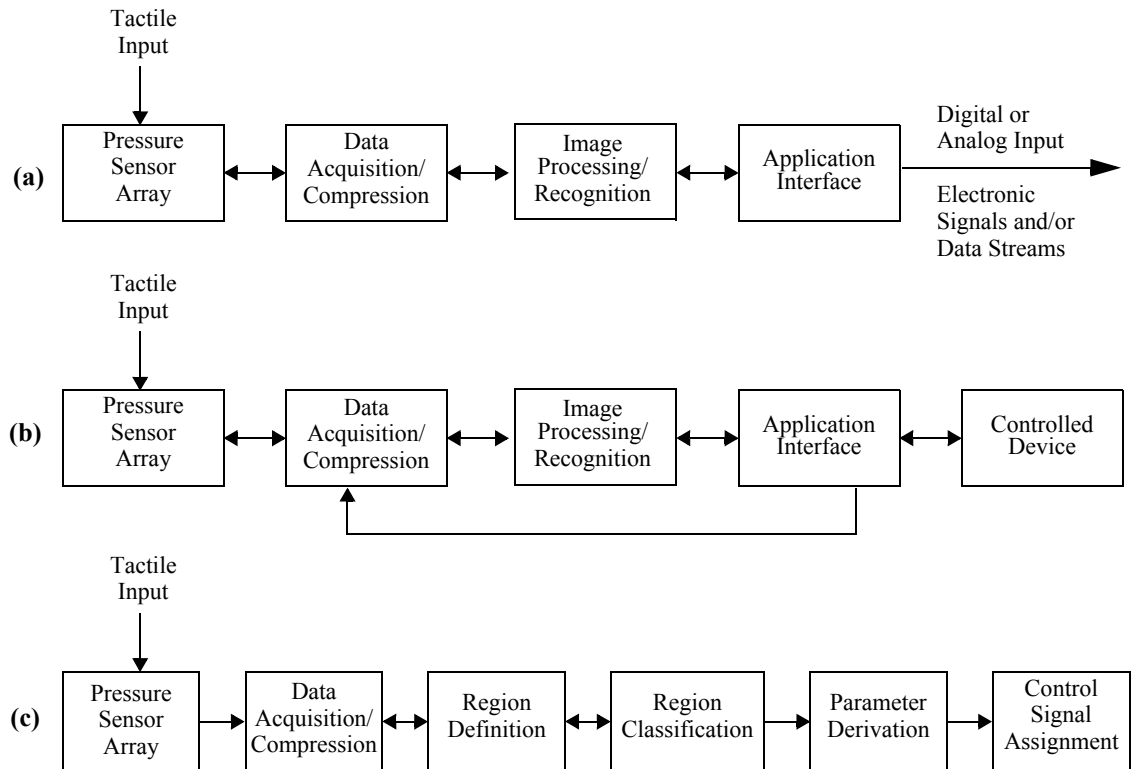 Tactile
Input
(a)
Pressure
Sensor
Array
Data
Acquisition/
Compression
Image
Processing/
Recognition
Application
Interface
Digital or
Analog Input
Electronic
Signals and/or
Data Streams
Tactile
Input
(b)
Pressure
Sensor
Array
Data
Acquisition/
Compression
Image
Processing/
Recognition
Application
Interface
Controlled
Device
Tactile
Input
(c)
Pressure
Sensor
Array
Data
Acquisition/
Compression
Region
Definition
Region
Classification
Parameter
Derivation
Control
Signal
Assignment